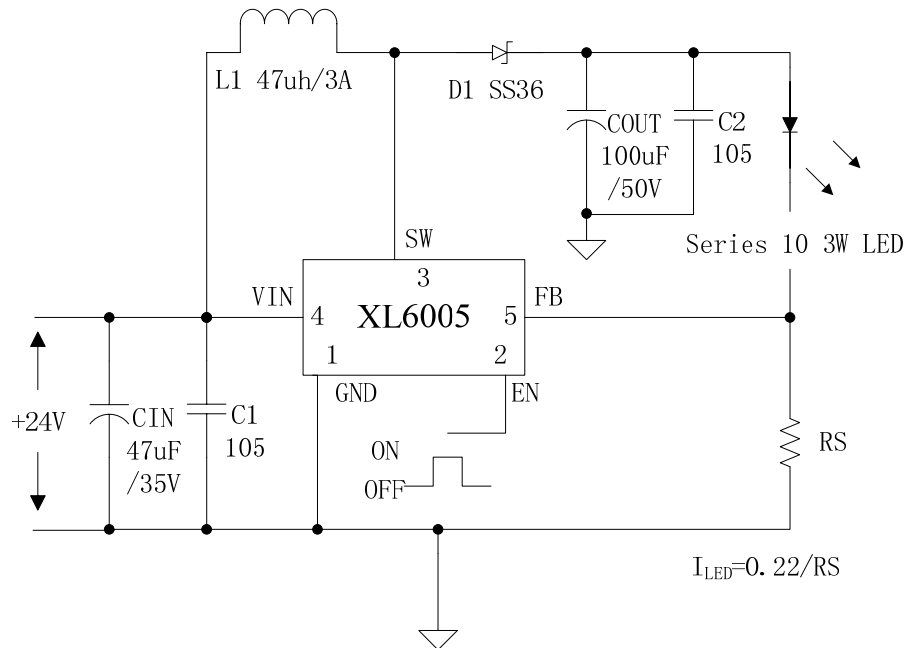 L1 47uh/3A
D1 SS36
COUT
100uF
/50V
C2
105
Series 10 3W LED
SW
3
VIN
4
XL6005
5
FB
1
2
GND
EN
+24V
CIN
47uF
/35V
C1
105
ON
OFF
RS
ILED=0.22/RS